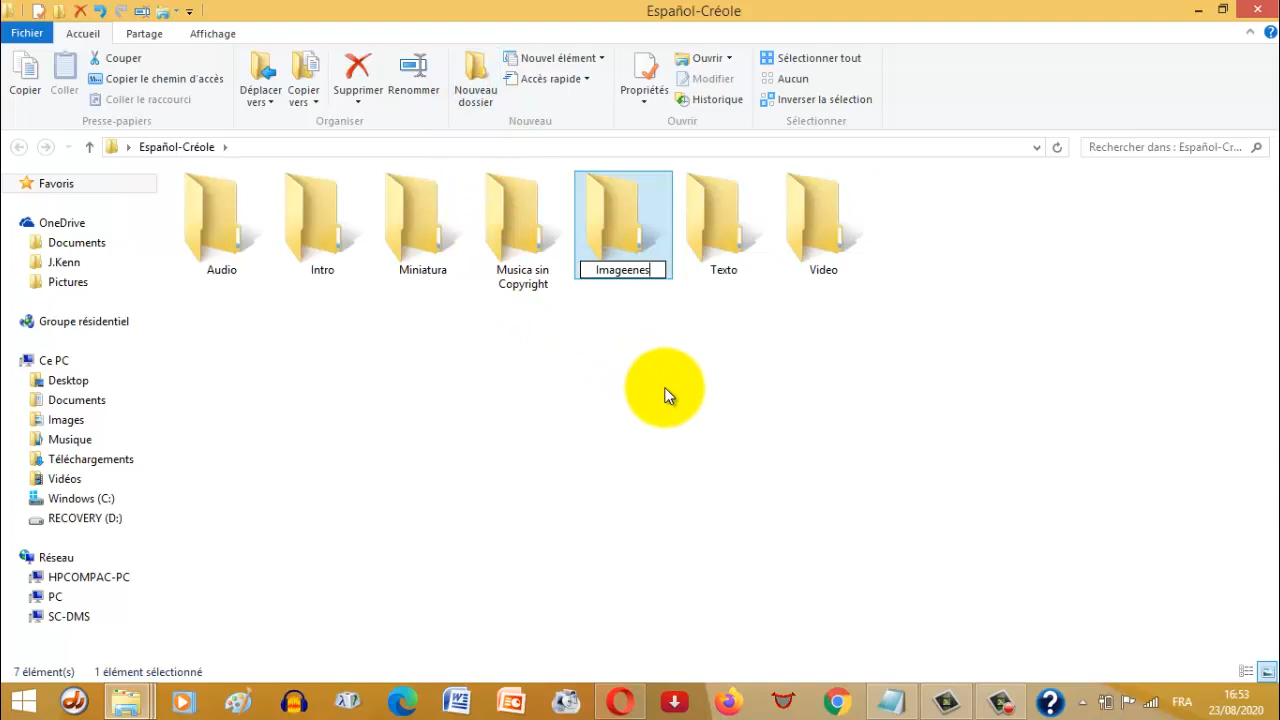 Español-Créole
Fichier
Accueil
Partage
Affichage
Copier
Coller
Couper
Copier le chemin d'accès
Coller le raccourci
Presse-papiers
Déplacer vers
Copier vers
Supprimer
Renommer
Organiser
Nouveau dossier
Nouvel élément
Accès rapide
Nouveau
Propriétés
Ouvrir
Modifier
Historique
Ouvrir
Sélectionner tout
Aucun
Inverser la sélection
Sélectionner
Español-Créole
Rechercher dans : Español-Cr...
Favoris
OneDrive
Documents
J.Kenn
Pictures
Groupe résidentiel
Ce PC
Desktop
Documents
Images
Musique
Téléchargements
Vidéos
Windows (C:)
RECOVERY (D:)
Réseau
HPCOMPAC-PC
PC
SC-DMS
Audio
Intro
Miniatura
Musica sin
Copyright
Imageenes
Texto
Video
7 élément(s)
1 élément sélectionné
FRA
16:53
23/08/2020